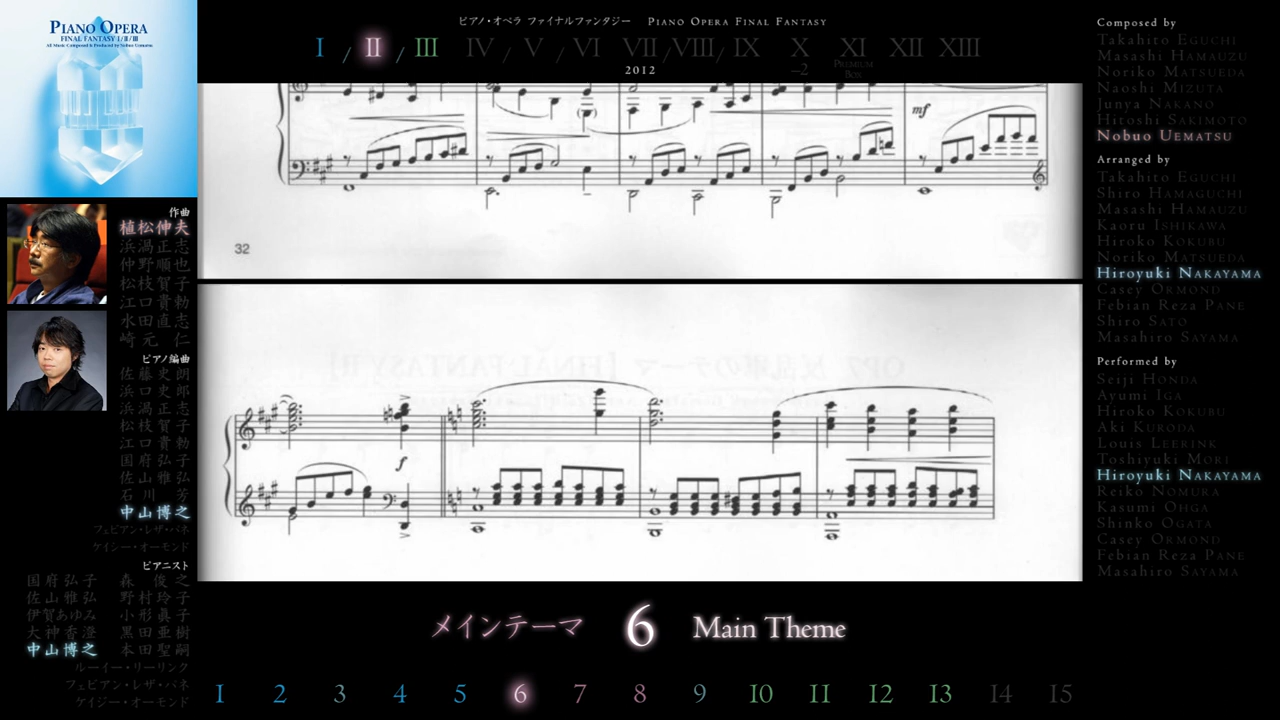 PIANO OPERA
FINAL FANTASY I/II/III
All Music Composed & Produced by Nobuo Uematsu
ピアノ・オペラ ファイナルファンタジー PIANO OPERA FINAL FANTASY
I / II / III IV / V / VI VII / VIII / IX X XI XII XIII
–2 PREMIUM BOX
2012
作曲
植松伸夫
浜渦正志
仲野順也
松枝賀子
江口貴勅
水田直志
崎元 仁
ピアノ編曲
佐藤史朗
浜口史郎
浜渦正志
松枝賀子
江口貴勅
国府弘子
佐山雅弘
石川 芳
中山博之
フェビアン・レザ・パネ
ケイシー・オーモンド
ピアニスト
国府弘子 森 俊之
佐山雅弘 野村玲子
伊賀あゆみ 小形眞子
大神香澄 黒田亜樹
中山博之 本田聖嗣
ルーイー・リーリンク
フェビアン・レザ・パネ
ケイジー・オーモンド
mf
32
f
メインテーマ 6 Main Theme
1 2 3 4 5 6 7 8 9 10 11 12 13 14 15
Composed by
Takahito EGUCHI
Masashi HAMAUZU
Noriko MATSUEDA
Naoshi MIZUTA
Junya NAKANO
Hitoshi SAKIMOTO
Nobuo UEMATSU
Arranged by
Takahito EGUCHI
Shiro HAMAGUCHI
Masashi HAMAUZU
Kaoru ISHIKAWA
Hiroko KOKUBU
Noriko MATSUEDA
Hiroyuki NAKAYAMA
Casey ORMOND
Febian Reza PANE
Shiro SATO
Masahiro SAYAMA
Performed by
Seiji HONDA
Ayumi IGA
Hiroko KOKUBU
Aki KURODA
Louis LEERINK
Toshiyuki MORI
Hiroyuki NAKAYAMA
Reiko NOMURA
Kasumi OHGA
Shinko OGATA
Casey ORMOND
Febian Reza PANE
Masahiro SAYAMA